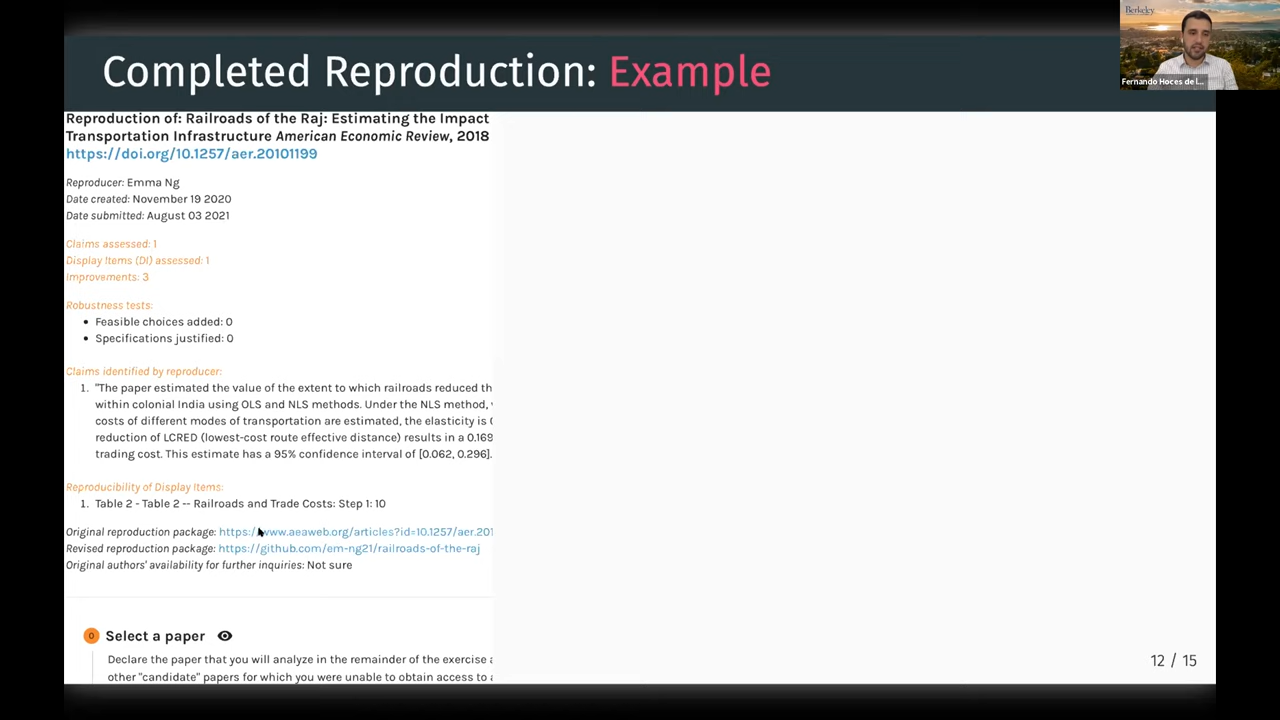 Completed Reproduction: Example
Berkeley
Fernando Hoces de l...
Reproduction of: Railroads of the Raj: Estimating the Impact
Transportation Infrastructure American Economic Review, 2018
https://doi.org/10.1257/aer.20101199
Reproducer: Emma Ng
Date created: November 19 2020
Date submitted: August 03 2021
Claims assessed: 1
Display Items (DI) assessed: 1
Improvements: 3
Robustness tests:
• Feasible choices added: 0
• Specifications justified: 0
Claims identified by reproducer:
1. "The paper estimated the value of the extent to which railroads reduced th
within colonial India using OLS and NLS methods. Under the NLS method,
costs of different modes of transportation are estimated, the elasticity is
reduction of LCRED (lowest-cost route effective distance) results in a 0.169
trading cost. This estimate has a 95% confidence interval of [0.062, 0.296].
Reproducibility of Display Items:
1. Table 2 - Table 2 -- Railroads and Trade Costs: Step 1: 10
Original reproduction package: https://www.aeaweb.org/articles?id=10.1257/aer.201
Revised reproduction package: https://github.com/em-ng21/railroads-of-the-raj
Original authors' availability for further inquiries: Not sure
0 Select a paper
Declare the paper that you will analyze in the remainder of the exercise
other "candidate" papers for which you were unable to obtain access to
12 / 15